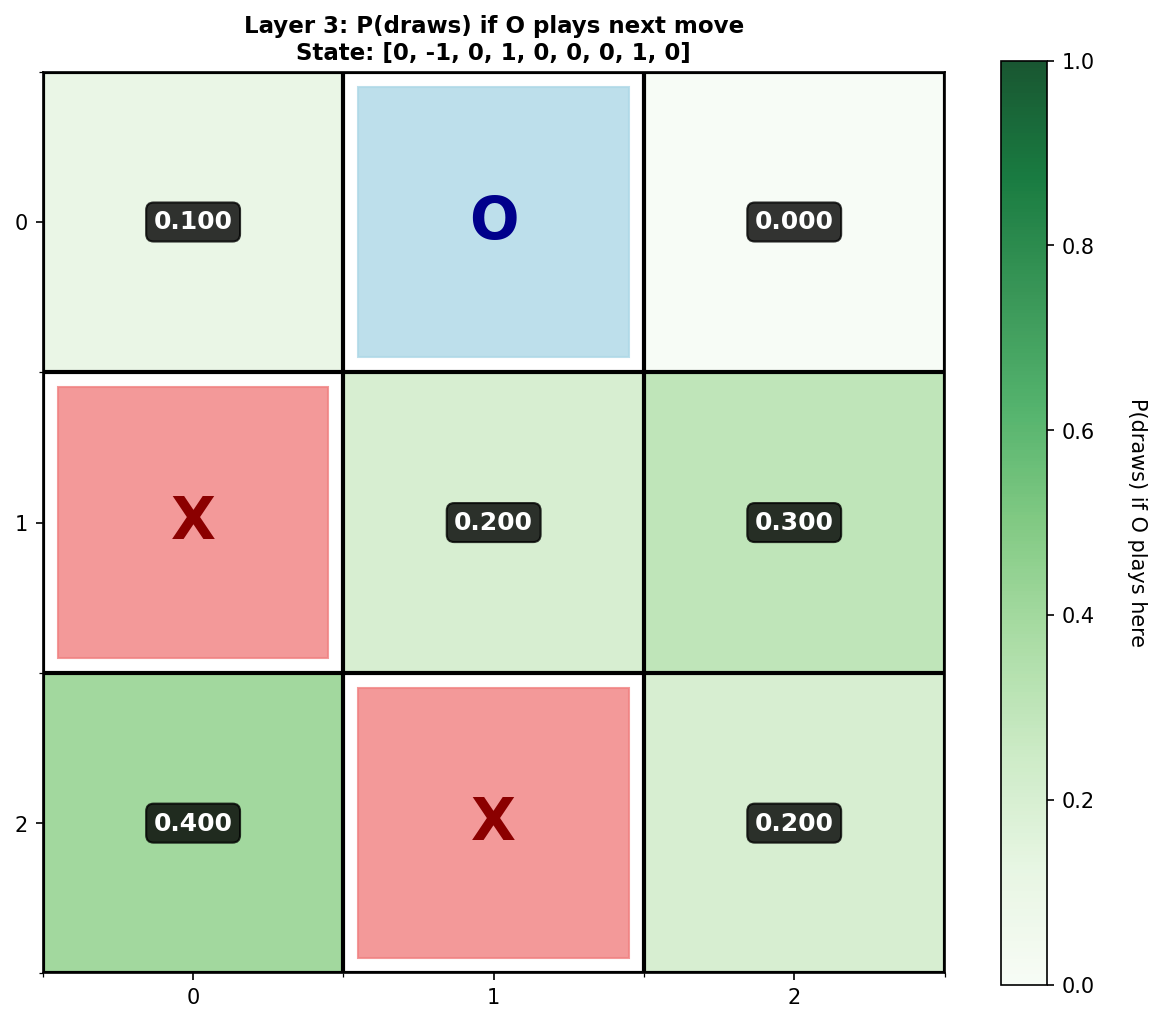 Layer 3: P(draws) if O plays next move
State: [0, -1, 0, 1, 0, 0, 0, 1, 0]
0.100 O 0.000
X 0.200 0.300
0.400 X 0.200
0
1
2
0 1 2
1.0
0.8
0.6
0.4
0.2
0.0
P(draws) if O plays here